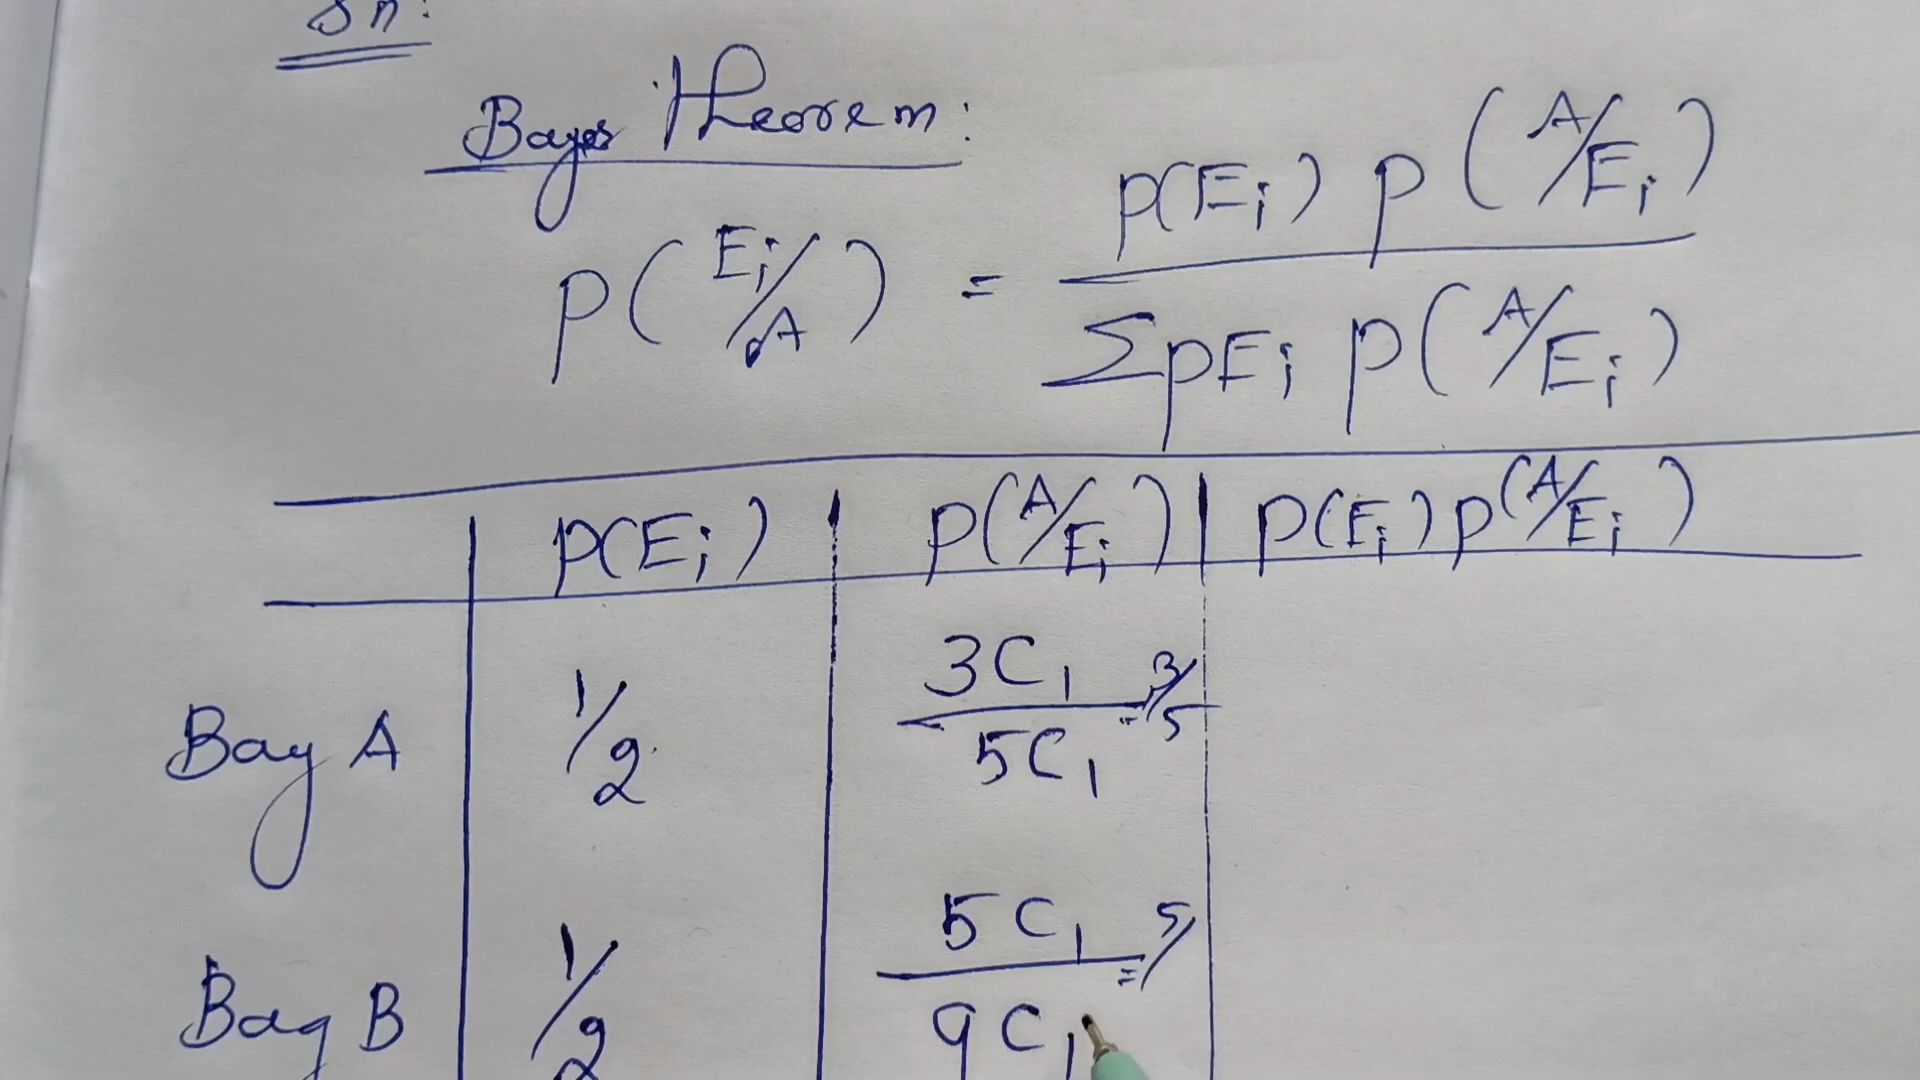 Sn:
Bayes Theorem:
P(Ei/A) = P(Ei) P(A/Ei)
ΣPEi P(A/Ei)
P(Ei) P(A/Ei) P(Ei) P(A/Ei)
Bag A 1/2 3C1/5C1 = 3/5
Bag B 1/2 5C1/9C1 = 5/